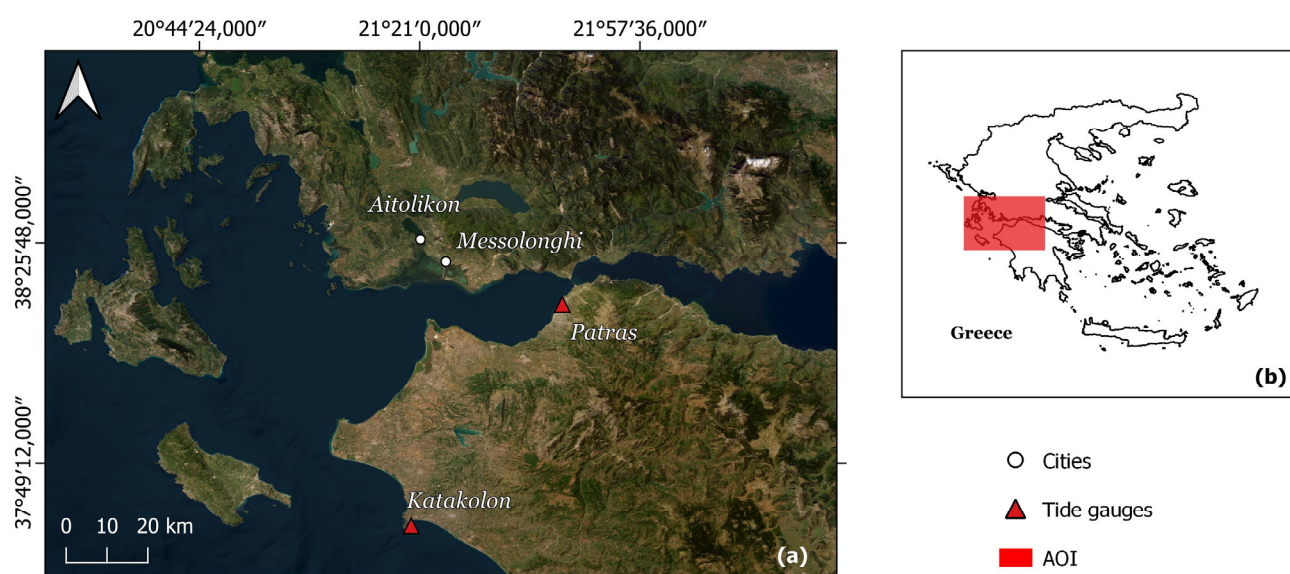 20°44′24,000″ 21°21′0,000″ 21°57′36,000″
38°25′48,000″
37°49′12,000″
Aitolikon
Messolonghi
Patras
Katakolon
0 10 20 km
(a)
Greece
(b)
Cities
Tide gauges
AOI